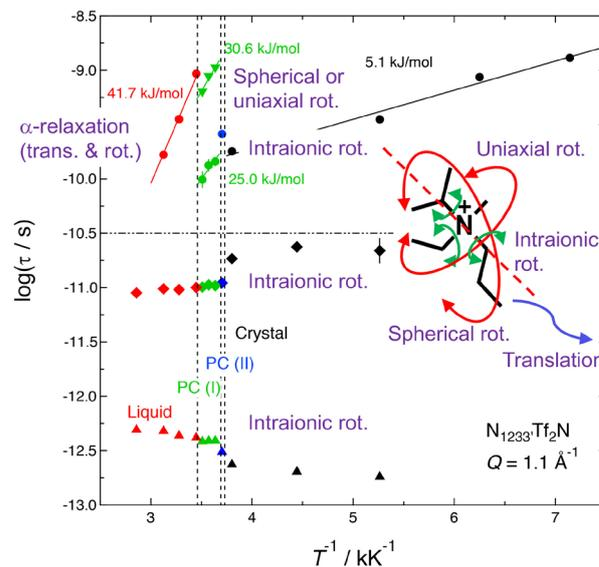 -8.5
-9.0
-9.5
-10.0
-10.5
-11.0
-11.5
-12.0
-12.5
-13.0
log(τ / s)
3
4
5
6
7
T⁻¹ / kK⁻¹
30.6 kJ/mol
41.7 kJ/mol
Spherical or
uniaxial rot.
5.1 kJ/mol
α-relaxation
(trans. & rot.)
Intraionic rot.
25.0 kJ/mol
Uniaxial rot.
+
N
Intraionic
rot.
Spherical rot.
Translation
Intraionic rot.
Crystal
PC (II)
PC (I)
Liquid
Intraionic rot.
N₁₂₃₃Tf₂N
Q = 1.1 Å⁻¹